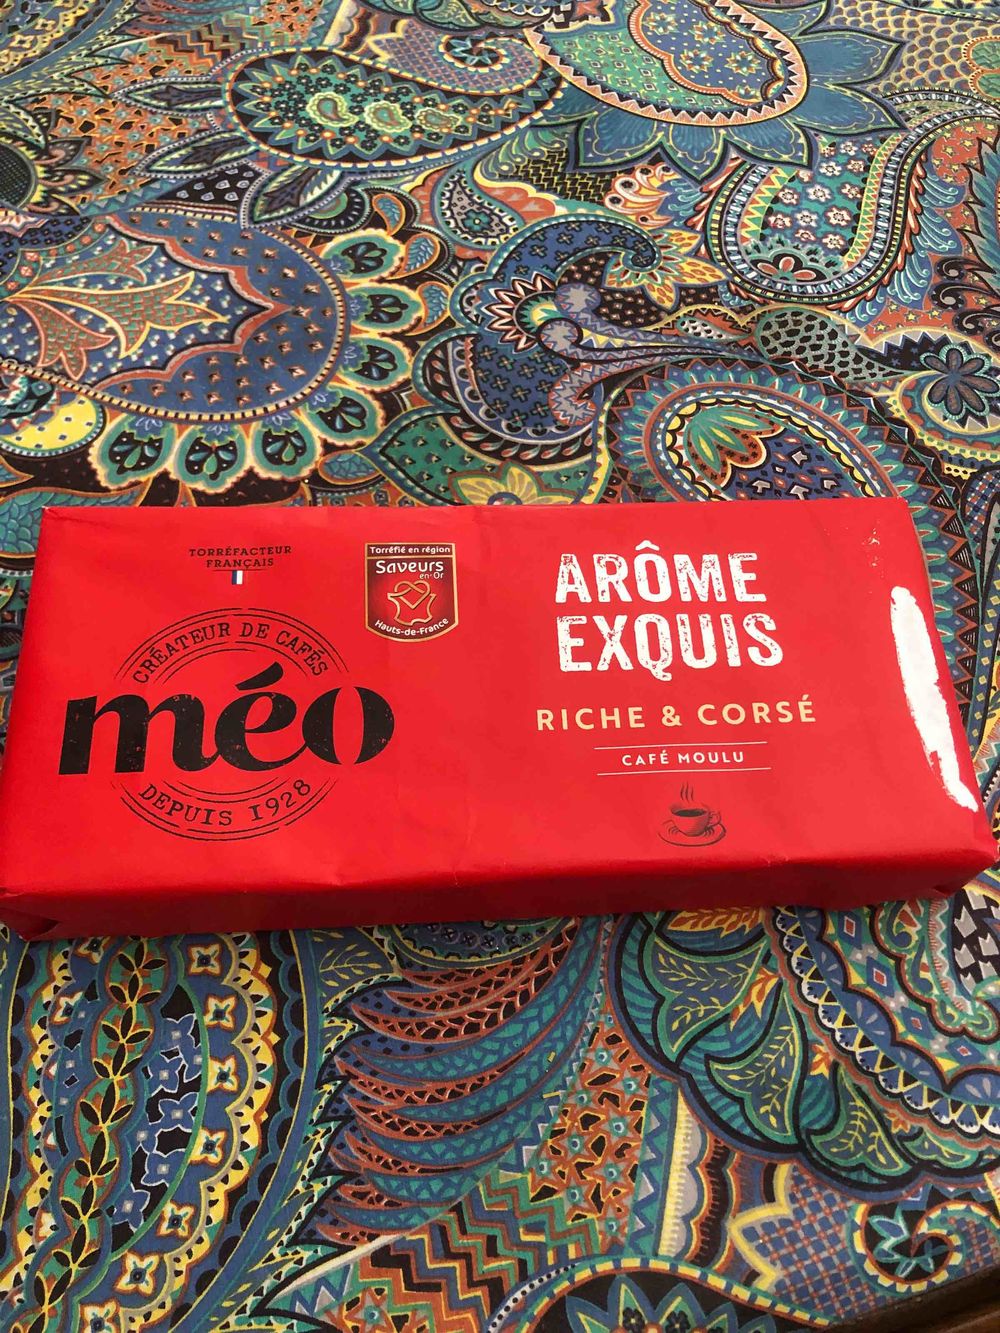 TORRÉFACTEUR
FRANÇAIS
CRÉATEUR DE CAFÉS
méo
DEPUIS 1928
Torréfié en région
Saveurs
en'Or
Hauts-de-France
ARÔME
EXQUIS
RICHE & CORSÉ
CAFÉ MOULU